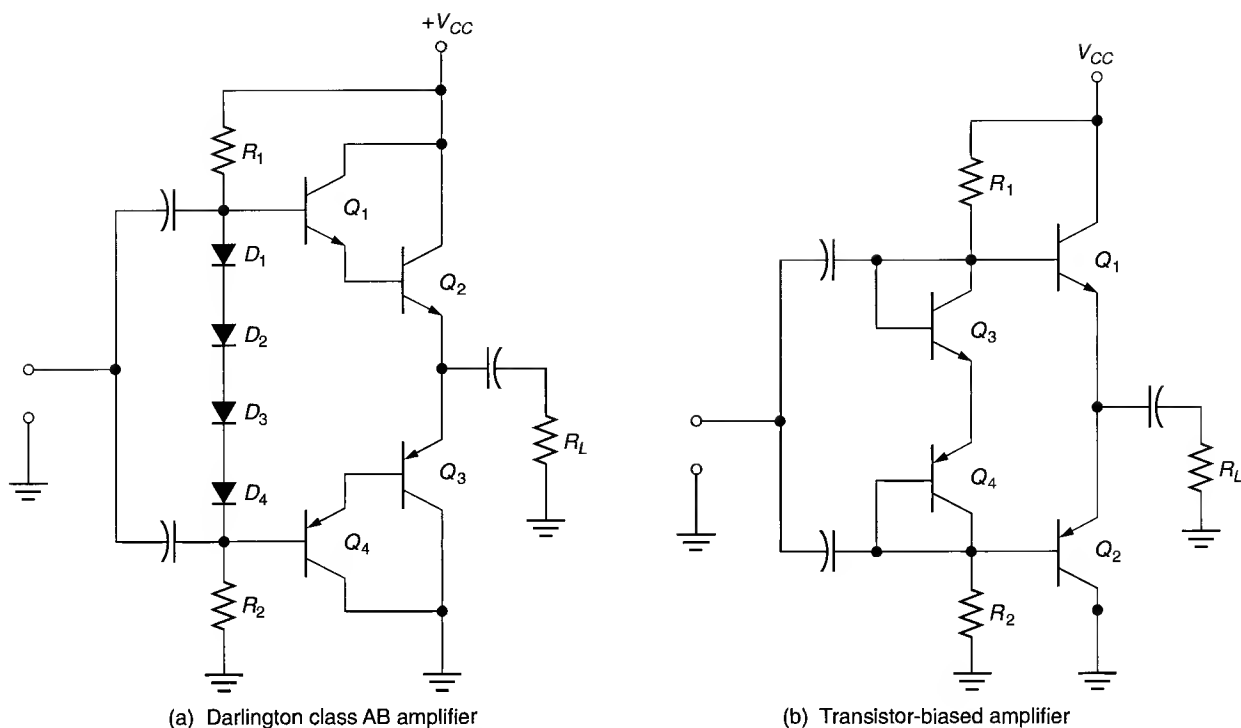 +V_CC
R_1
D_1
D_2
D_3
D_4
R_2
Q_1
Q_2
Q_3
Q_4
R_L
(a) Darlington class AB amplifier
V_CC
R_1
Q_1
Q_3
Q_4
Q_2
R_2
R_L
(b) Transistor-biased amplifier